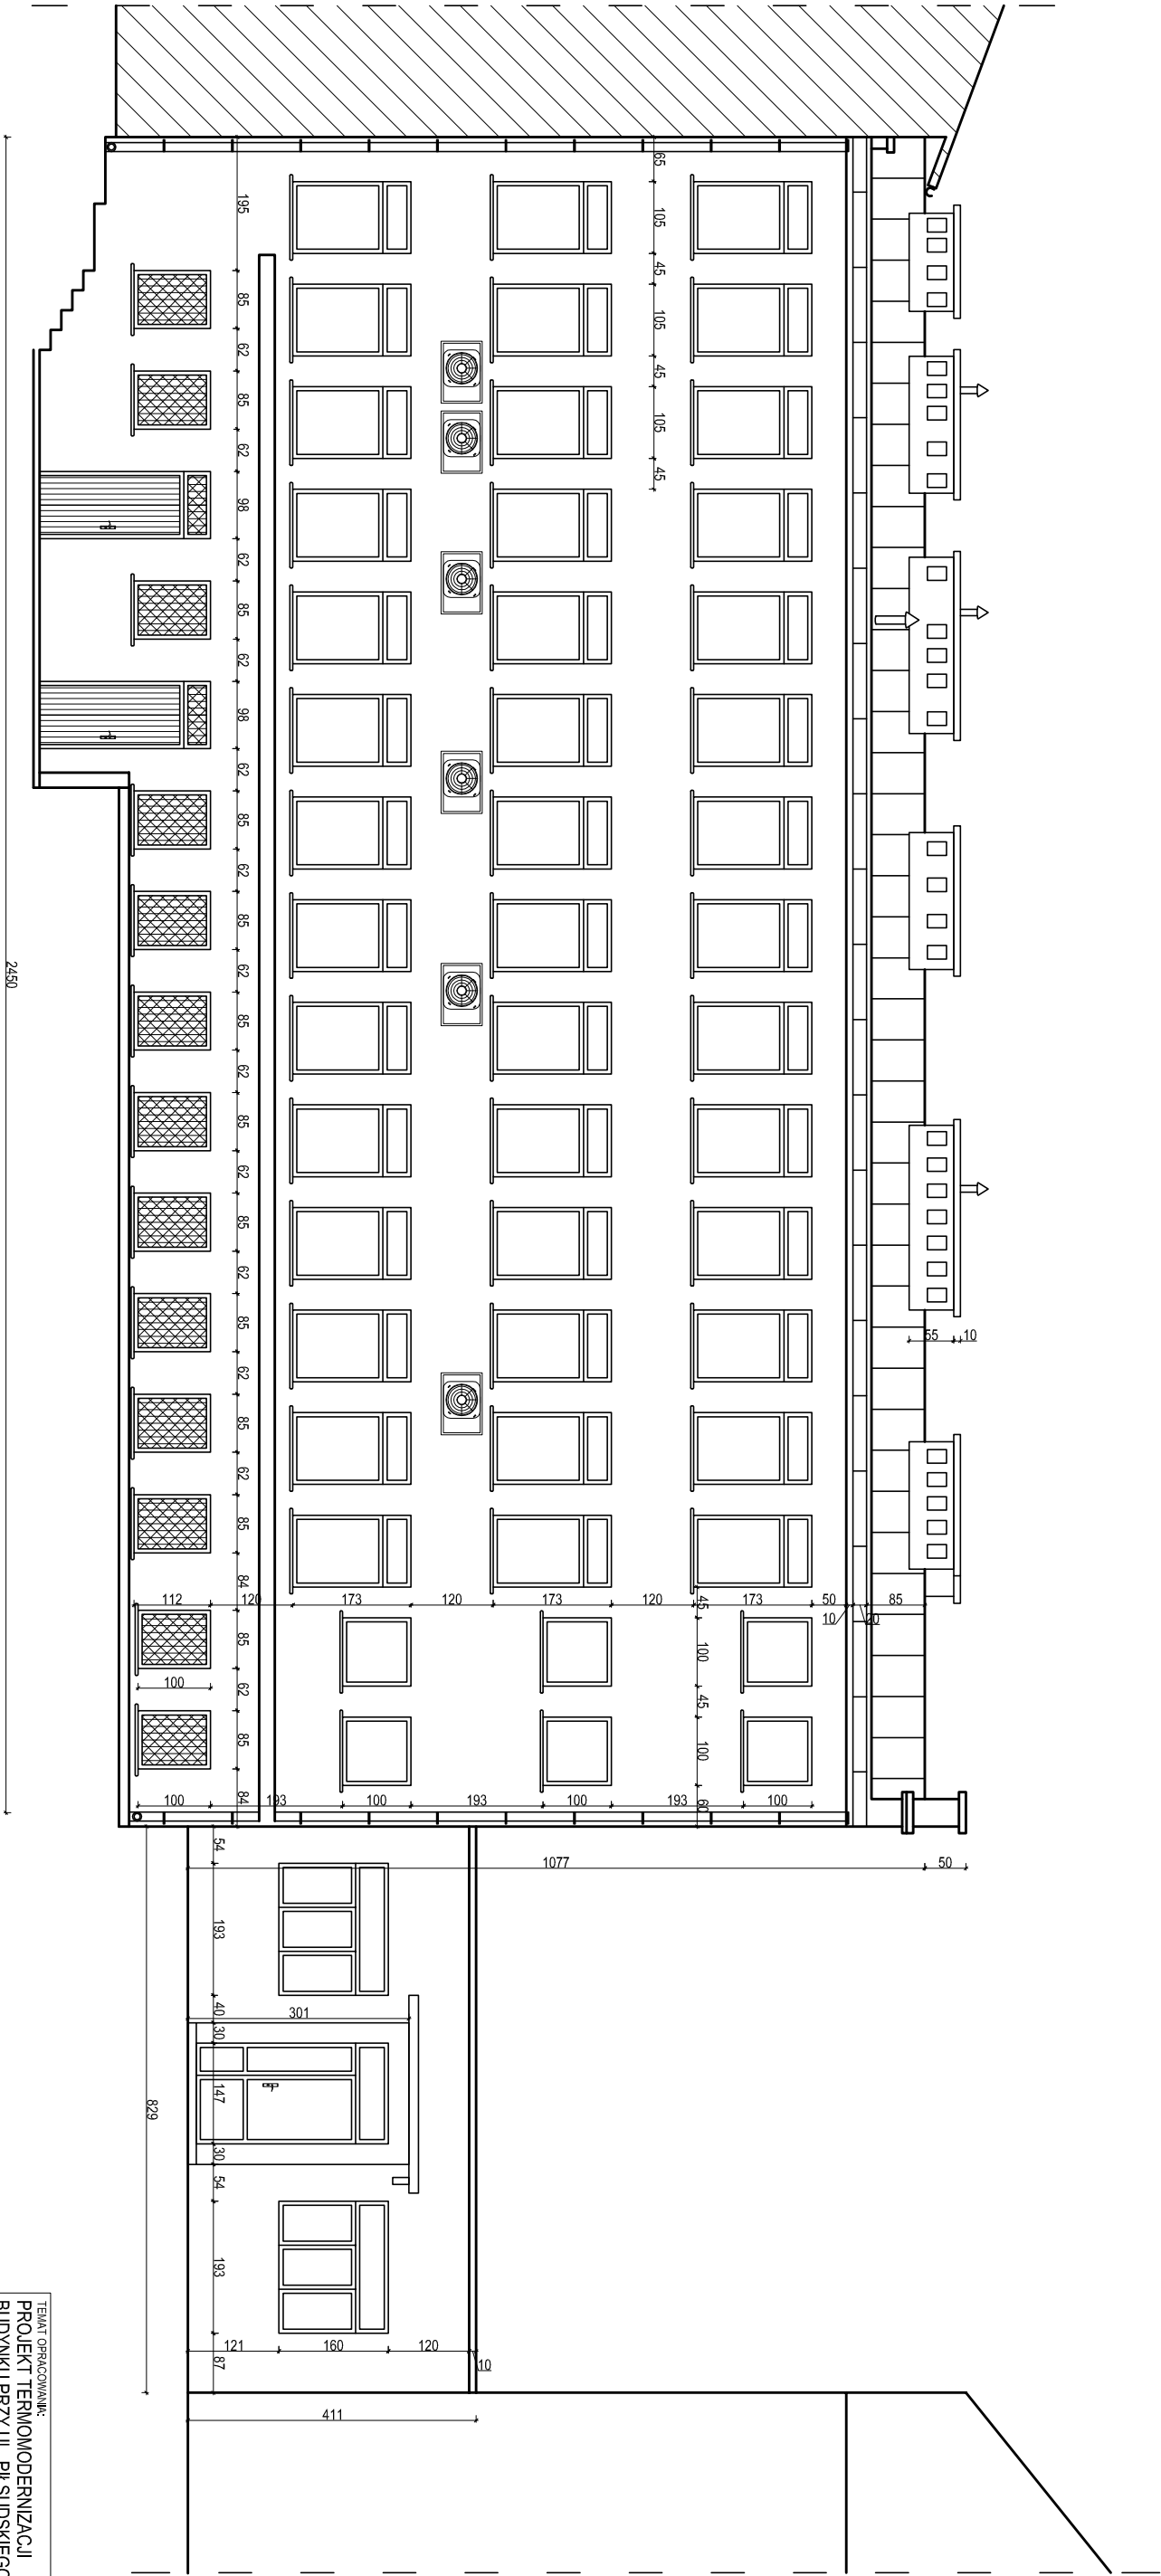 65 105 45 105 45 105 45
195 85 62 85 62 98 62 85 62 98 62 85 62 85 62 85 62 85 62 85 62 85 62 85 62 85 84 85 62 85 84
2450
55 10
112 120 173 120 173 120 173 50 10 20 85
45 100 45 100 60
100
100 193 100 193 100 193 100
1077 50
54 193 40 30 147 30 54 193 87
301
829
121 160 120 10
411
TEMAT OPRACOWANIA:
PROJEKT TERMOMODERNIZACJI
BUDYNKU PRZY UL. PIŁSUDSKIEGO